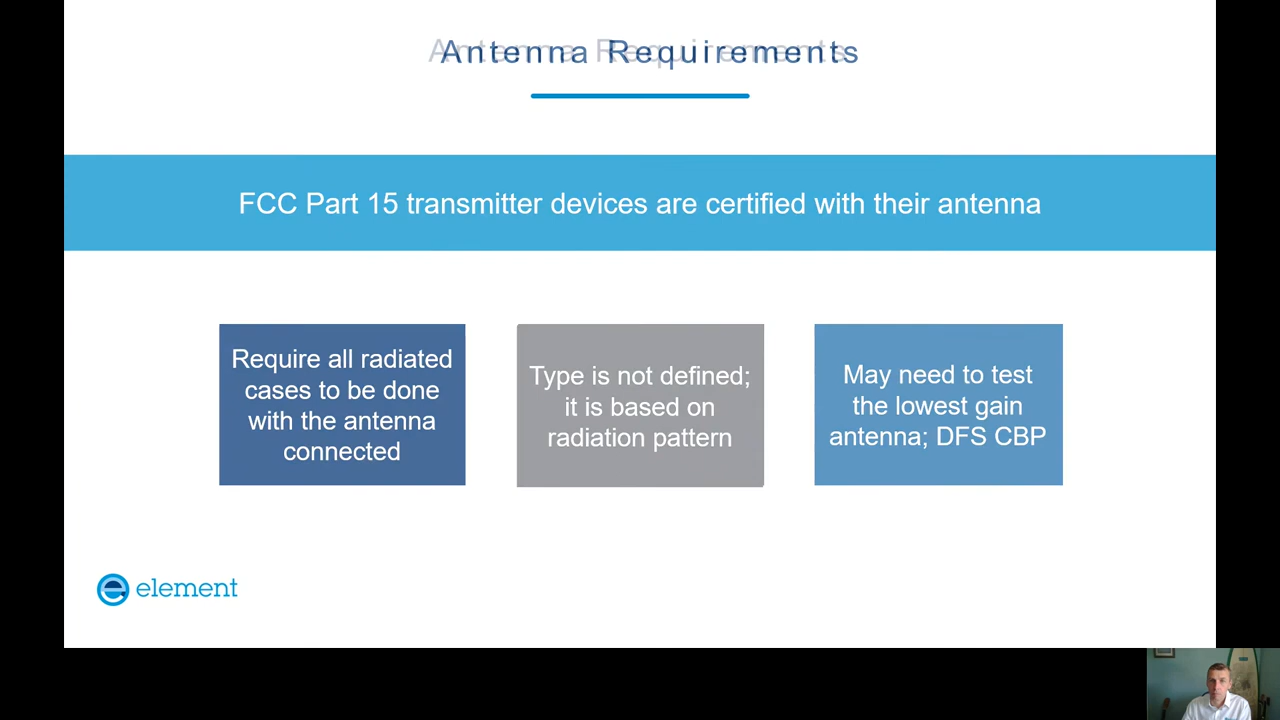 Antenna Requirements
FCC Part 15 transmitter devices are certified with their antenna
Require all radiated
cases to be done
with the antenna
connected
Type is not defined;
it is based on
radiation pattern
May need to test
the lowest gain
antenna; DFS CBP
element